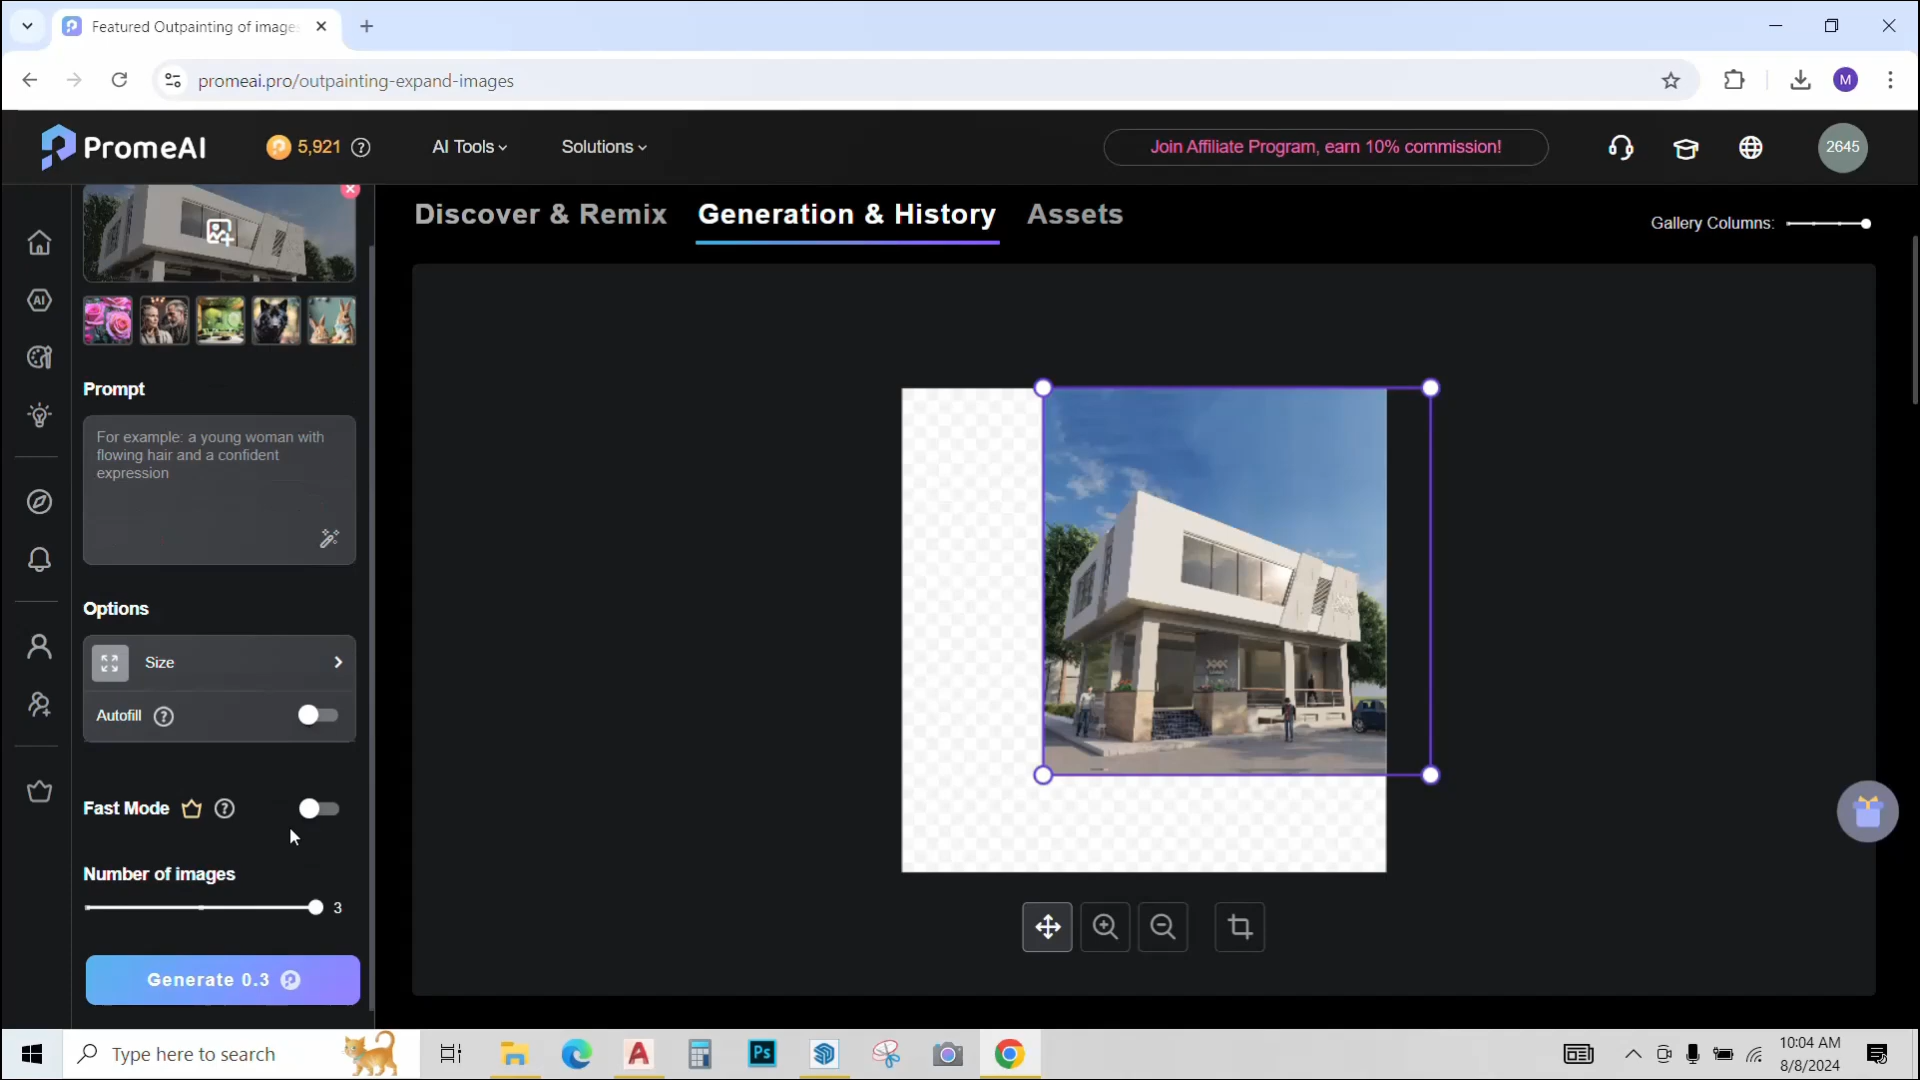 Featured Outpainting of image
promeai.pro/outpainting-expand-images
M
PromeAI
5,921
AI Tools
Solutions
Join Affiliate Program, earn 10% commission!
2645
Discover & Remix
Generation & History
Assets
Gallery Columns:
Prompt
For example: a young woman with
flowing hair and a confident
expression
Options
Size
Autofill
Fast Mode
Number of images
3
Generate 0.3
Type here to search
Ps
10:04 AM
8/8/2024